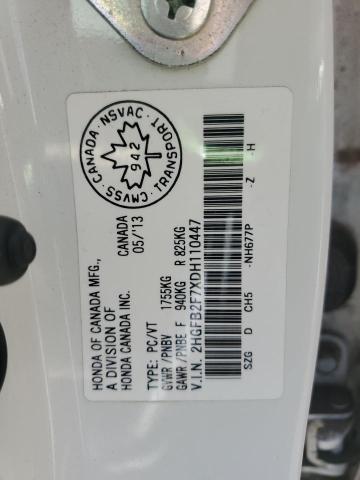 HONDA OF CANADA MFG., CANADA
A DIVISION OF 05/'13
HONDA CANADA INC.
TYPE: PC/VT
GVWR /PNBV 1755KG
GAWR /PNBE F 940KG R 825KG
V.I.N. 2HGFB2F7XDH110447
SZG D CH5 -NH677P -Z -H
CANADA · NSVAC · TRANSPORT · CMVSS ·
942